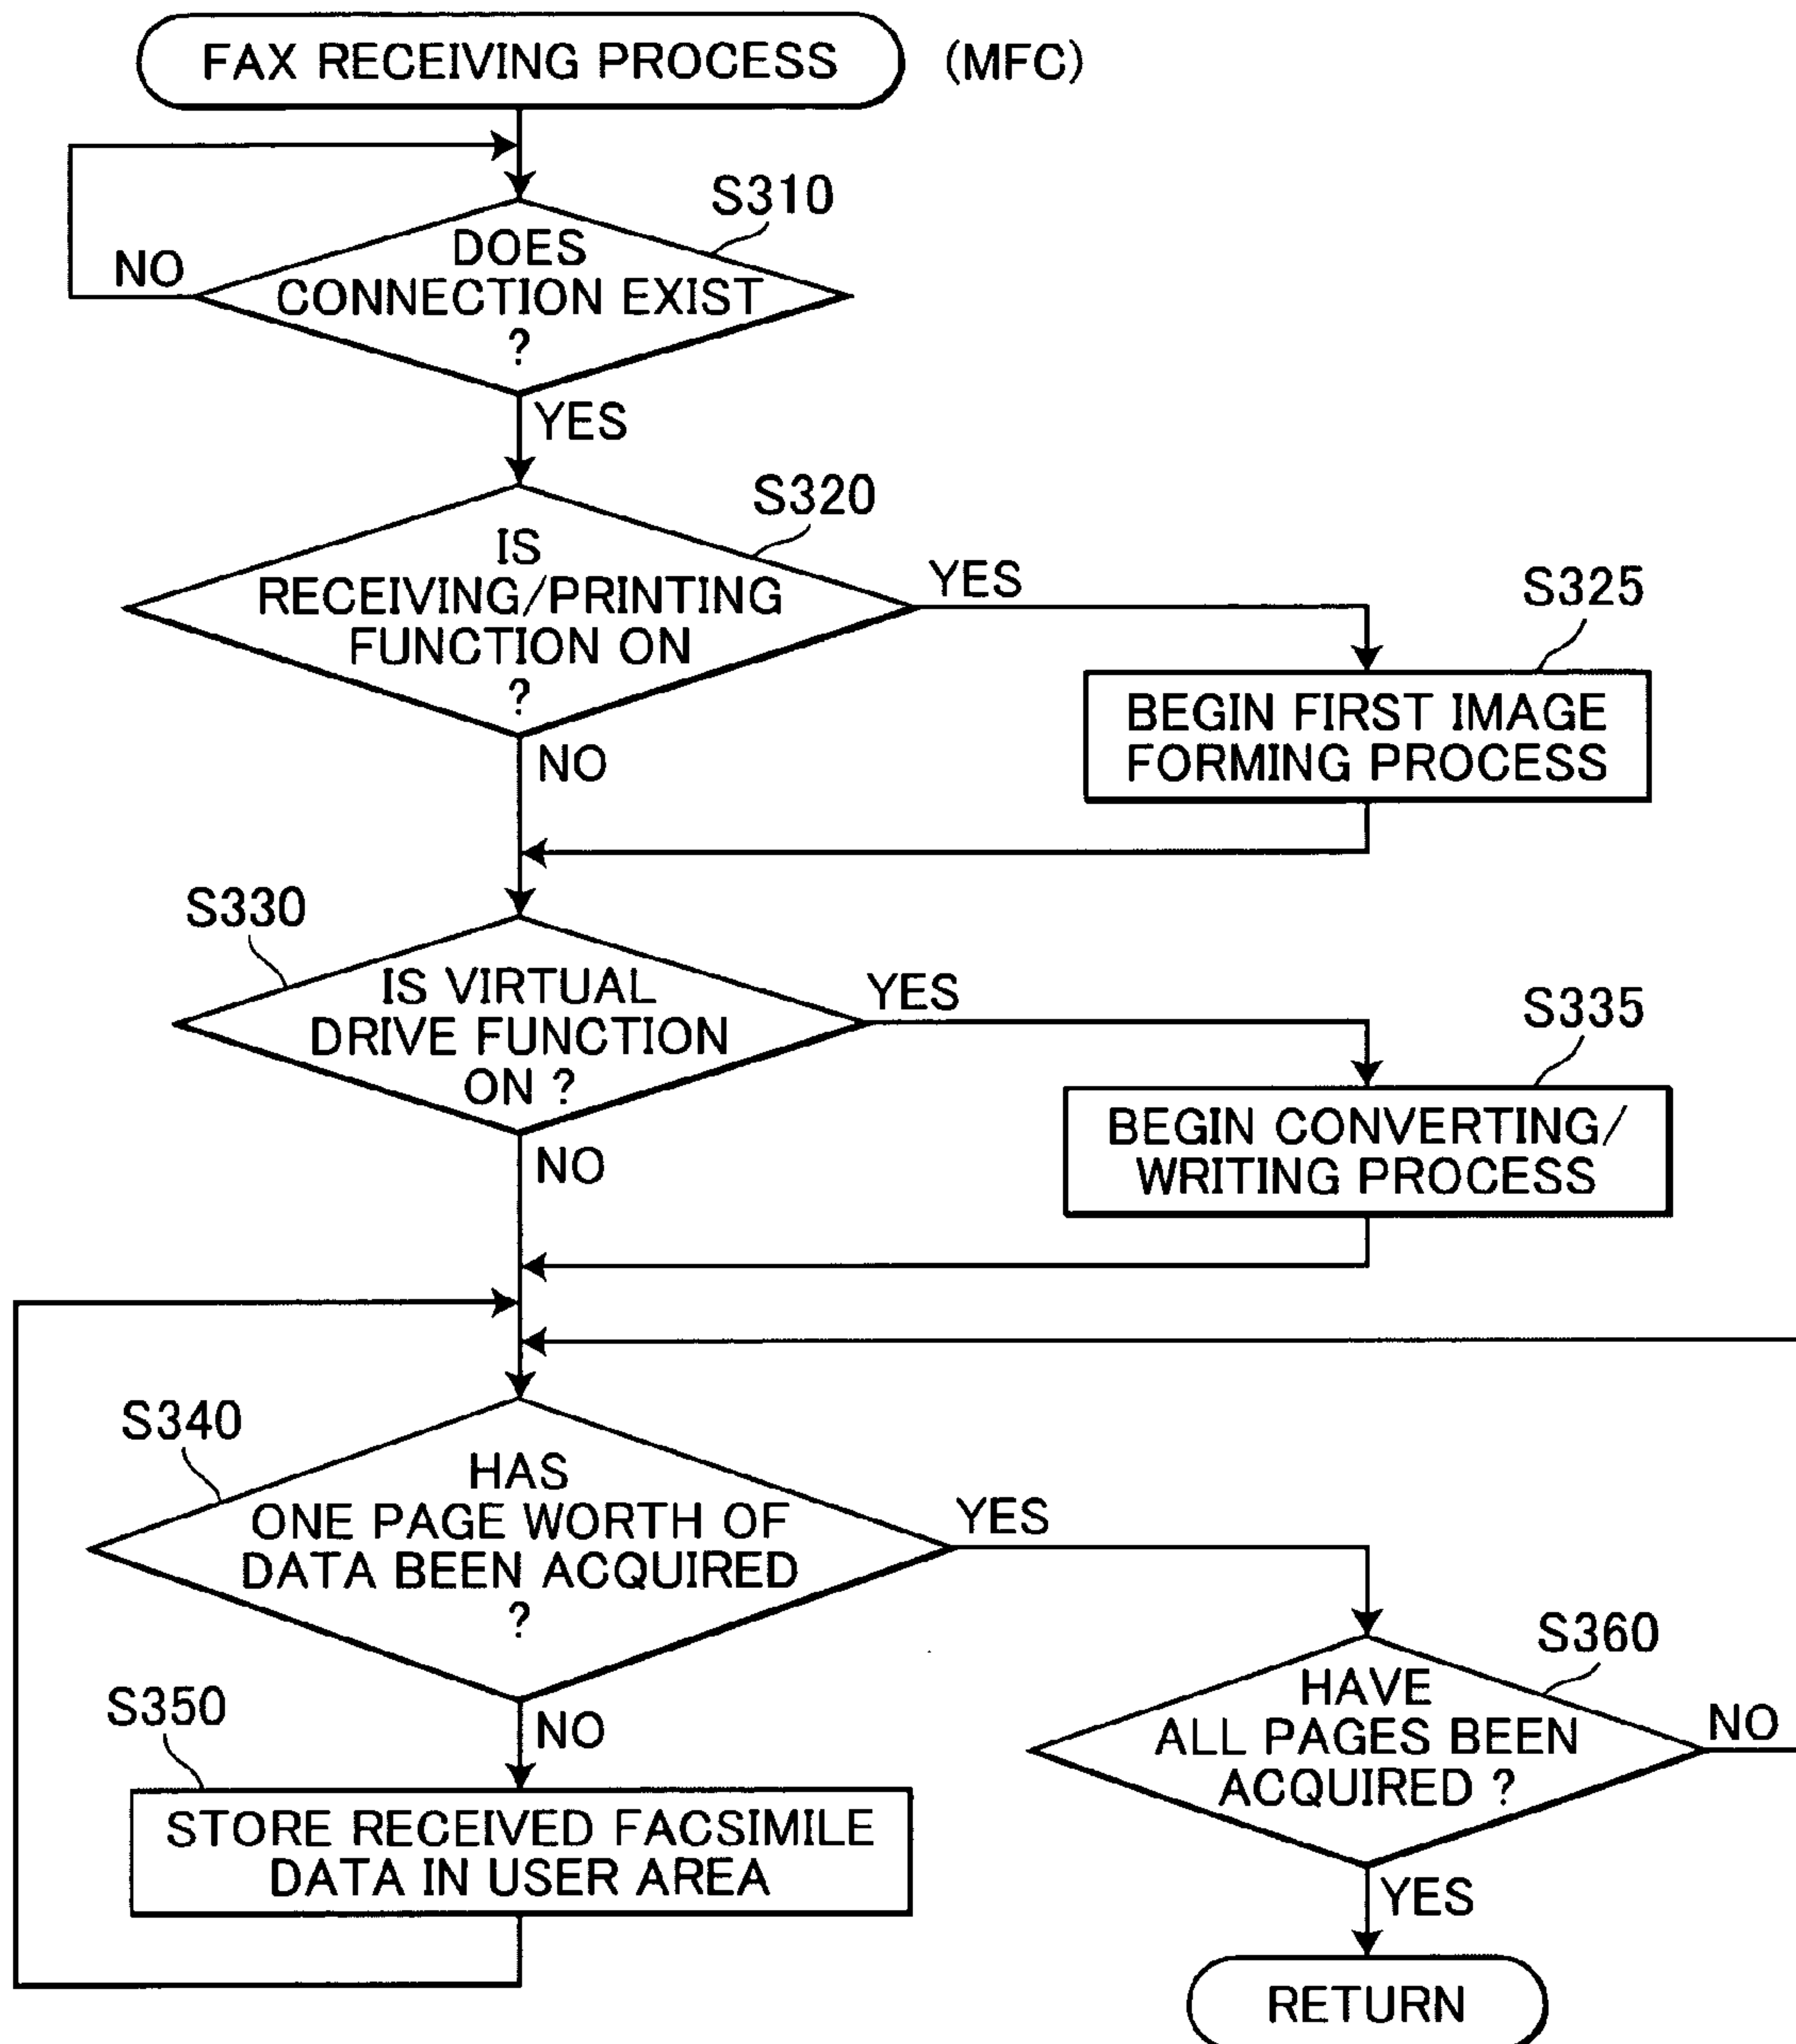 FAX RECEIVING PROCESS (MFC)
S310
DOES
CONNECTION EXIST
?
NO
YES
S320
IS
RECEIVING/PRINTING
FUNCTION ON
?
YES
S325
BEGIN FIRST IMAGE
FORMING PROCESS
NO
S330
IS VIRTUAL
DRIVE FUNCTION
ON ?
YES
S335
BEGIN CONVERTING/
WRITING PROCESS
NO
S340
HAS
ONE PAGE WORTH OF
DATA BEEN ACQUIRED
?
YES
S360
HAVE
ALL PAGES BEEN
ACQUIRED ?
NO
NO
S350
STORE RECEIVED FACSIMILE
DATA IN USER AREA
YES
RETURN